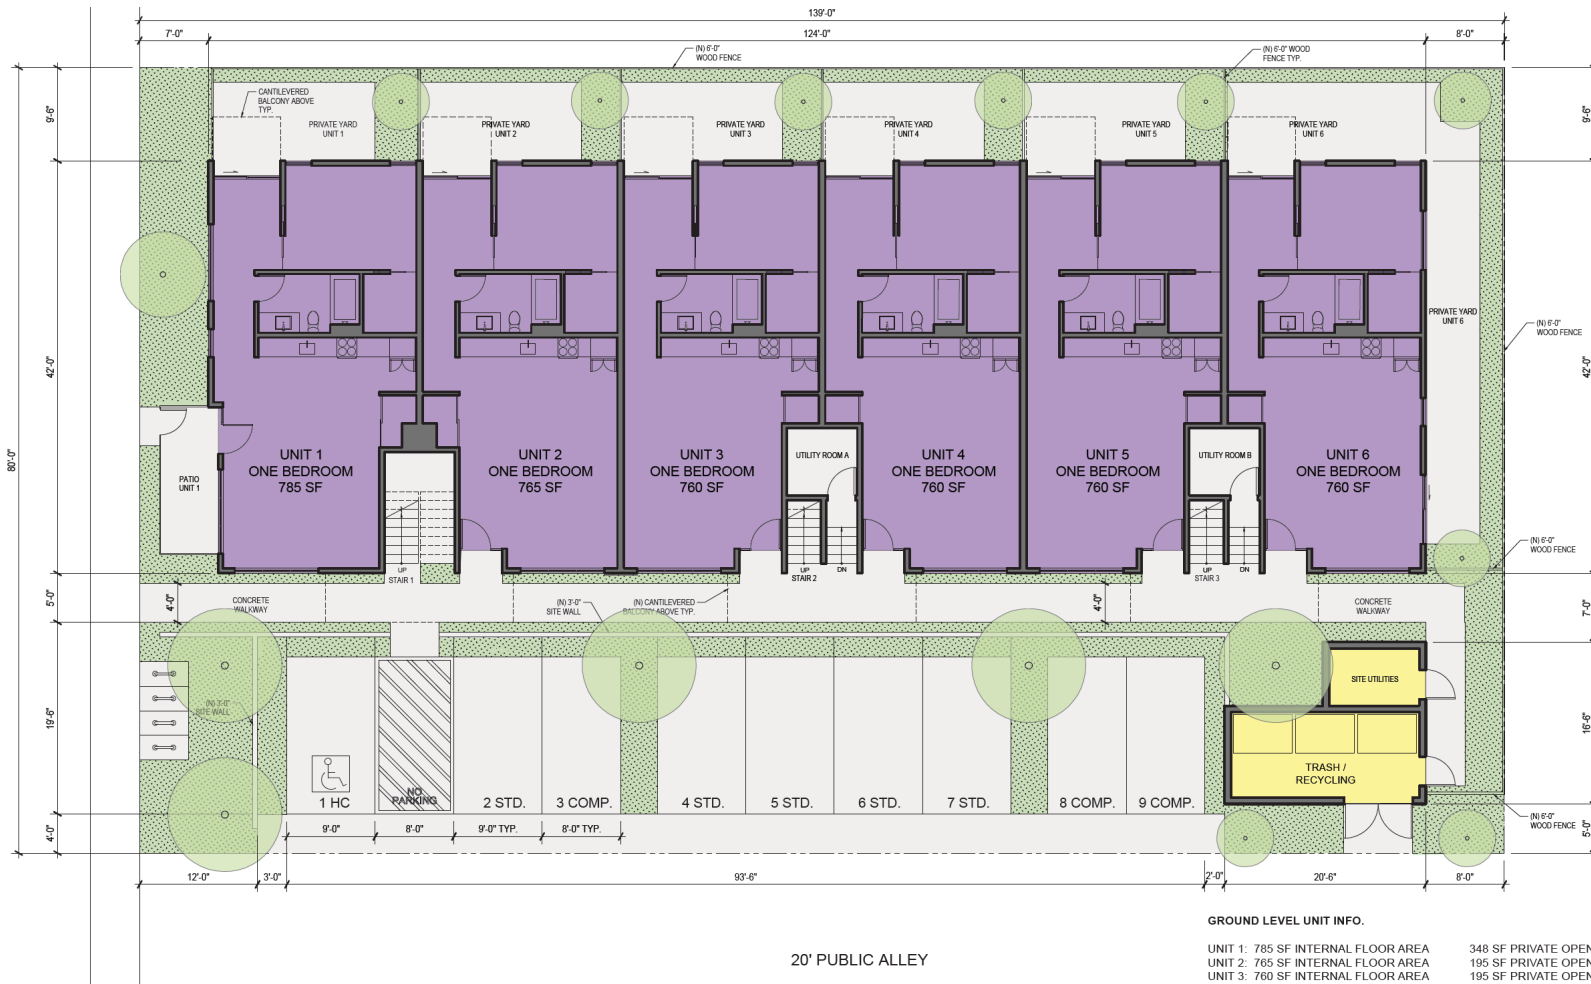 139'-0"
7'-0"
124'-0"
8'-0"
(N) 6'-0"
WOOD FENCE
(N) 6'-0" WOOD
FENCE TYP.
CANTILEVERED
BALCONY ABOVE
TYP.
9'-6"
9'-6"
PRIVATE YARD
UNIT 1
PRIVATE YARD
UNIT 2
PRIVATE YARD
UNIT 3
PRIVATE YARD
UNIT 4
PRIVATE YARD
UNIT 5
PRIVATE YARD
UNIT 6
PRIVATE YARD
UNIT 6
(N) 6'-0"
WOOD FENCE
42'-0"
42'-0"
80'-0"
UNIT 1
ONE BEDROOM
785 SF
UNIT 2
ONE BEDROOM
765 SF
UNIT 3
ONE BEDROOM
760 SF
UTILITY ROOM A
UNIT 4
ONE BEDROOM
760 SF
UNIT 5
ONE BEDROOM
760 SF
UTILITY ROOM B
UNIT 6
ONE BEDROOM
760 SF
PATIO
UNIT 1
(N) 6'-0"
WOOD FENCE
UP
STAIR 1
UP
STAIR 2
DN
UP
STAIR 3
DN
5'-0"
4'-0"
CONCRETE
WALKWAY
(N) 3'-0"
SITE WALL
(N) CANTILEVERED
BALCONY ABOVE TYP.
4'-0"
CONCRETE
WALKWAY
7'-0"
SITE UTILITIES
(N) 3'-0"
SITE WALL
19'-6"
16'-6"
TRASH /
RECYCLING
NO
PARKING
1 HC
2 STD.
3 COMP.
4 STD.
5 STD.
6 STD.
7 STD.
8 COMP.
9 COMP.
(N) 6'-0"
WOOD FENCE
4'-0"
9'-0"
8'-0"
9'-0" TYP.
8'-0" TYP.
5'-0"
12'-0"
3'-0"
93'-6"
2'-0"
20'-6"
8'-0"
GROUND LEVEL UNIT INFO.
20' PUBLIC ALLEY
UNIT 1: 785 SF INTERNAL FLOOR AREA 348 SF PRIVATE OPEN
UNIT 2: 765 SF INTERNAL FLOOR AREA 195 SF PRIVATE OPEN
UNIT 3: 760 SF INTERNAL FLOOR AREA 195 SF PRIVATE OPEN